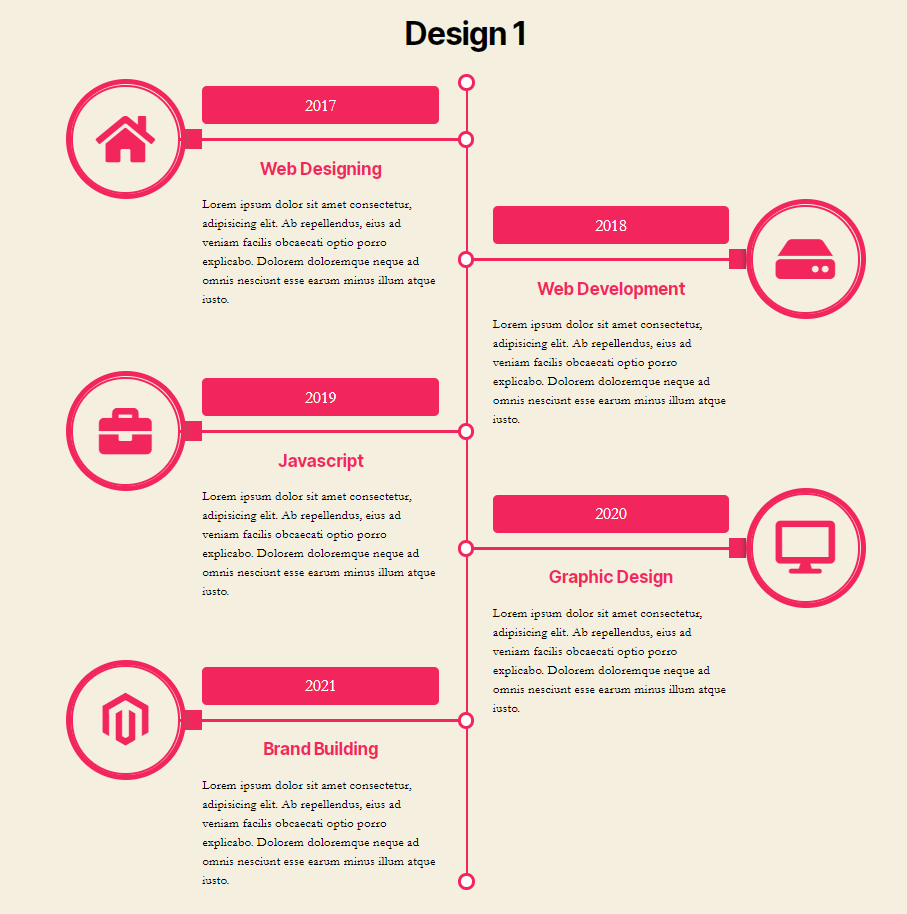 Design 1
2017
Web Designing
Lorem ipsum dolor sit amet consectetur,
adipisicing elit. Ab repellendus, eius ad
veniam facilis obcaecati optio porro
explicabo. Dolorem doloremque neque ad
omnis nesciunt esse earum minus illum atque
iusto.
2018
Web Development
Lorem ipsum dolor sit amet consectetur,
adipisicing elit. Ab repellendus, eius ad
veniam facilis obcaecati optio porro
explicabo. Dolorem doloremque neque ad
omnis nesciunt esse earum minus illum atque
iusto.
2019
Javascript
Lorem ipsum dolor sit amet consectetur,
adipisicing elit. Ab repellendus, eius ad
veniam facilis obcaecati optio porro
explicabo. Dolorem doloremque neque ad
omnis nesciunt esse earum minus illum atque
iusto.
2020
Graphic Design
Lorem ipsum dolor sit amet consectetur,
adipisicing elit. Ab repellendus, eius ad
veniam facilis obcaecati optio porro
explicabo. Dolorem doloremque neque ad
omnis nesciunt esse earum minus illum atque
iusto.
2021
Brand Building
Lorem ipsum dolor sit amet consectetur,
adipisicing elit. Ab repellendus, eius ad
veniam facilis obcaecati optio porro
explicabo. Dolorem doloremque neque ad
omnis nesciunt esse earum minus illum atque
iusto.